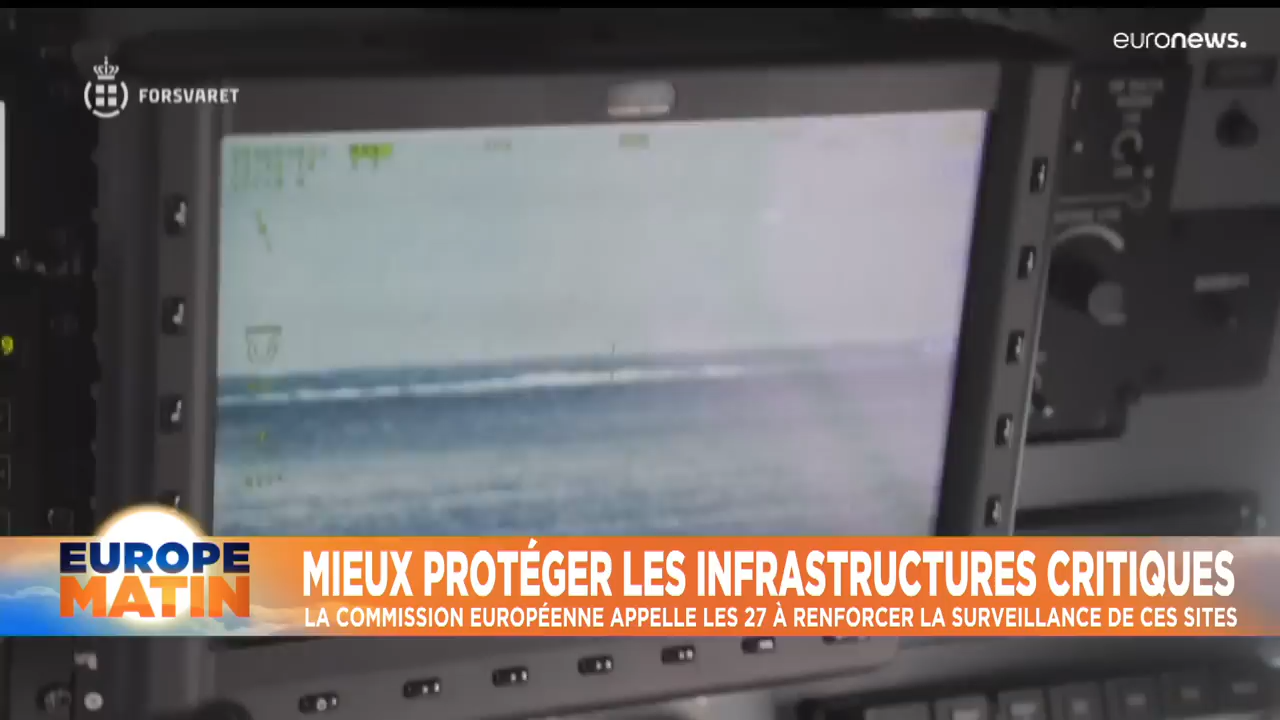 euronews.
FORSVARET
EUROPE
MATIN
MIEUX PROTÉGER LES INFRASTRUCTURES CRITIQUES
LA COMMISSION EUROPÉENNE APPELLE LES 27 À RENFORCER LA SURVEILLANCE DE CES SITES